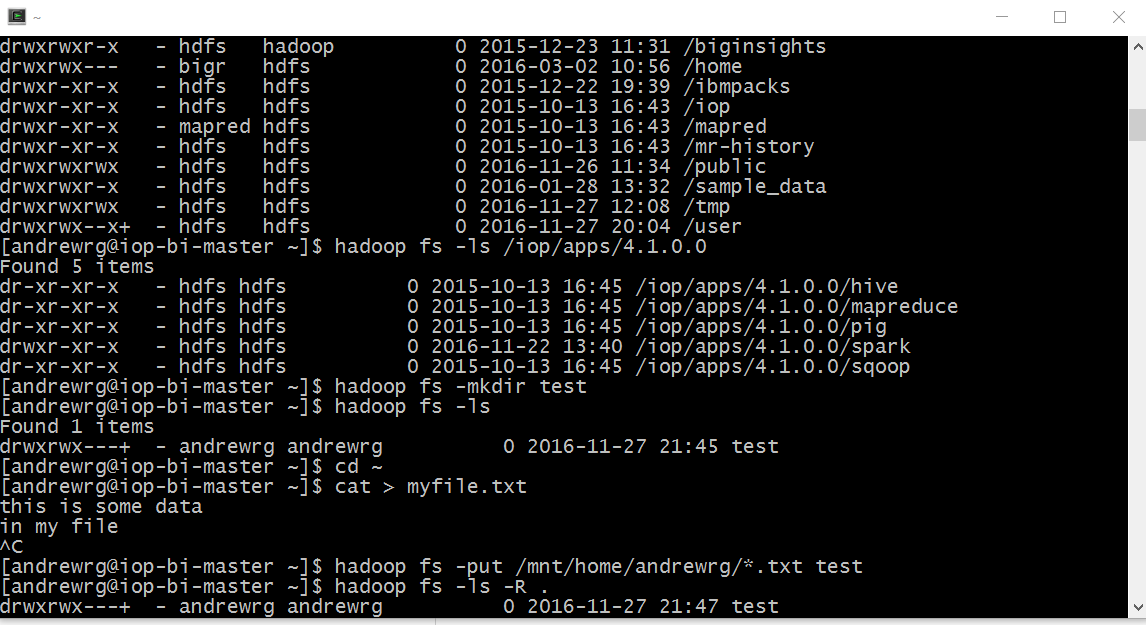 ~
drwxrwxr-x   - hdfs   hadoop          0 2015-12-23 11:31 /biginsights
drwxrwx---   - bigr   hdfs            0 2016-03-02 10:56 /home
drwxr-xr-x   - hdfs   hdfs            0 2015-12-22 19:39 /ibmpacks
drwxr-xr-x   - hdfs   hdfs            0 2015-10-13 16:43 /iop
drwxr-xr-x   - mapred hdfs            0 2015-10-13 16:43 /mapred
drwxr-xr-x   - hdfs   hdfs            0 2015-10-13 16:43 /mr-history
drwxrwxrwx   - hdfs   hdfs            0 2016-11-26 11:34 /public
drwxrwxr-x   - hdfs   hdfs            0 2016-01-28 13:32 /sample_data
drwxrwxrwx   - hdfs   hdfs            0 2016-11-27 12:08 /tmp
drwxrwx--x+  - hdfs   hdfs            0 2016-11-27 20:04 /user
[andrewrg@iop-bi-master ~]$ hadoop fs -ls /iop/apps/4.1.0.0
Found 5 items
dr-xr-xr-x   - hdfs hdfs          0 2015-10-13 16:45 /iop/apps/4.1.0.0/hive
dr-xr-xr-x   - hdfs hdfs          0 2015-10-13 16:45 /iop/apps/4.1.0.0/mapreduce
dr-xr-xr-x   - hdfs hdfs          0 2015-10-13 16:45 /iop/apps/4.1.0.0/pig
drwxr-xr-x   - hdfs hdfs          0 2016-11-22 13:40 /iop/apps/4.1.0.0/spark
dr-xr-xr-x   - hdfs hdfs          0 2015-10-13 16:45 /iop/apps/4.1.0.0/sqoop
[andrewrg@iop-bi-master ~]$ hadoop fs -mkdir test
[andrewrg@iop-bi-master ~]$ hadoop fs -ls
Found 1 items
drwxrwx---+  - andrewrg andrewrg          0 2016-11-27 21:45 test
[andrewrg@iop-bi-master ~]$ cd ~
[andrewrg@iop-bi-master ~]$ cat > myfile.txt
this is some data
in my file
^C
[andrewrg@iop-bi-master ~]$ hadoop fs -put /mnt/home/andrewrg/*.txt test
[andrewrg@iop-bi-master ~]$ hadoop fs -ls -R .
drwxrwx---+  - andrewrg andrewrg          0 2016-11-27 21:47 test